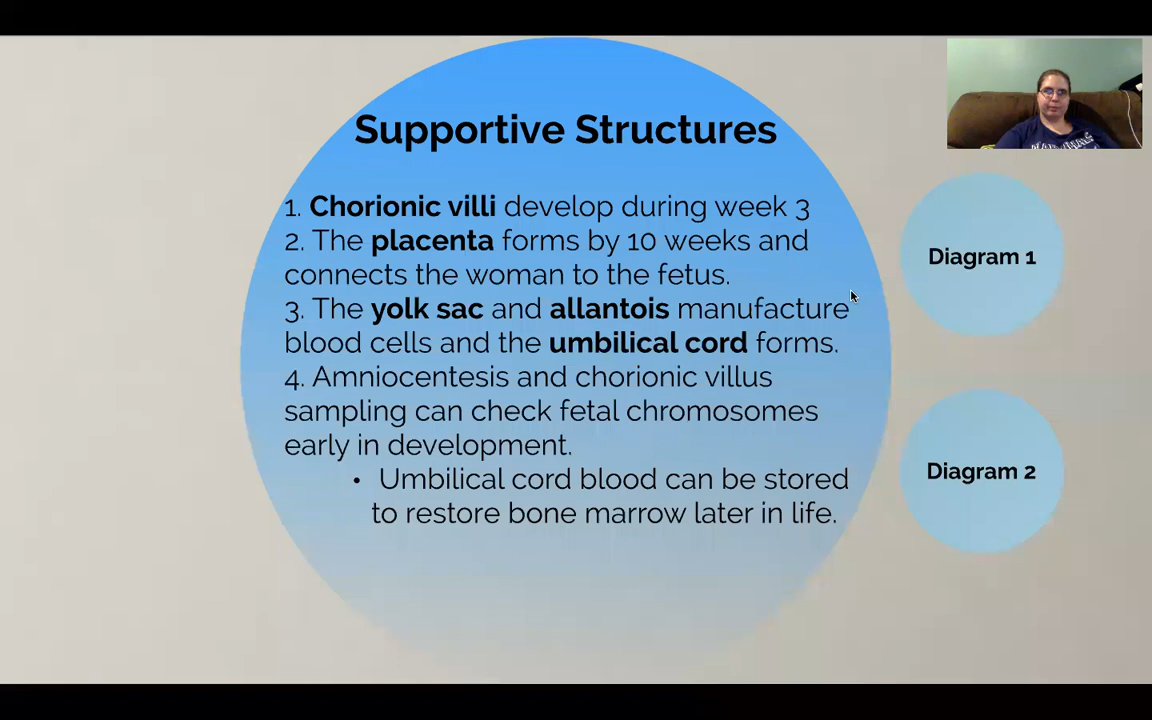 Supportive Structures
1. Chorionic villi develop during week 3
2. The placenta forms by 10 weeks and
connects the woman to the fetus.
3. The yolk sac and allantois manufacture
blood cells and the umbilical cord forms.
4. Amniocentesis and chorionic villus
sampling can check fetal chromosomes
early in development.
• Umbilical cord blood can be stored
to restore bone marrow later in life.
Diagram 1
Diagram 2